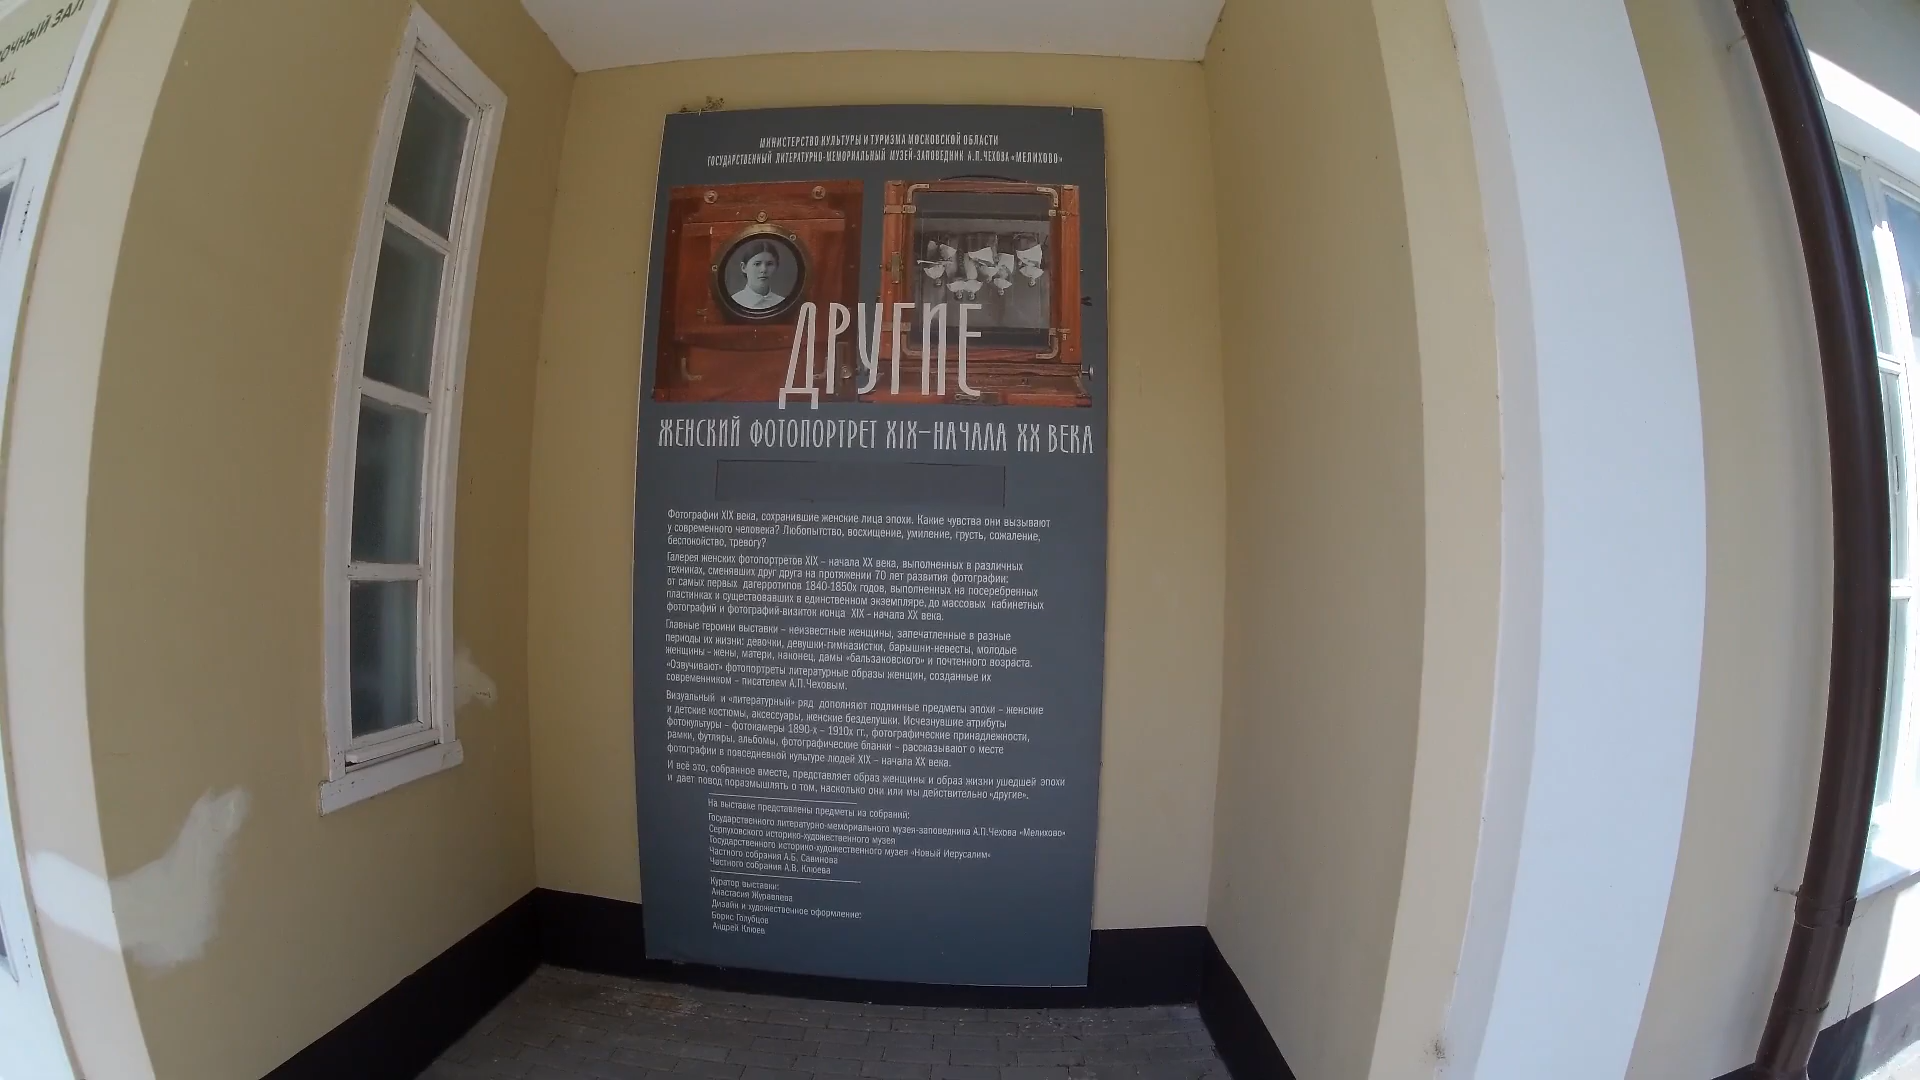 ОЧНЫЙ ЗАЛ
ALL
МИНИСТЕРСТВО КУЛЬТУРЫ И ТУРИЗМА МОСКОВСКОЙ ОБЛАСТИ
ГОСУДАРСТВЕННЫЙ ЛИТЕРАТУРНО-МЕМОРИАЛЬНЫЙ МУЗЕЙ-ЗАПОВЕДНИК А.П.ЧЕХОВА «МЕЛИХОВО»
ДРУГИЕ
ЖЕНСКИЙ ФОТОПОРТРЕТ XIX–НАЧАЛА XX ВЕКА
Фотографии XIX века, сохранившие женские лица эпохи. Какие чувства они вызывают
у современного человека? Любопытство, восхищение, умиление, грусть, сожаление,
беспокойство, тревогу?
Галерея женских фотопортретов XIX – начала XX века, выполненных в различных
техниках, сменявших друг друга на протяжении 70 лет развития фотографии:
от самых первых дагерротипов 1840-1850х годов, выполненных на посеребренных
пластинках и существовавших в единственном экземпляре, до массовых кабинетных
фотографий и фотографий-визиток конца XIX – начала XX века.
Главные героини выставки – неизвестные женщины, запечатленные в разные
периоды их жизни: девочки, девушки-гимназистки, барышни-невесты, молодые
женщины – жены, матери, наконец, дамы «бальзаковского» и почтенного возраста.
«Озвучивают» фотопортреты литературные образы женщин, созданные их
современником – писателем А.П.Чеховым.
Визуальный и «литературный» ряд дополняют подлинные предметы эпохи – женские
и детские костюмы, аксессуары, женские безделушки. Исчезнувшие атрибуты
фотокультуры – фотокамеры 1890-х – 1910х гг., фотографические принадлежности,
рамки, футляры, альбомы, фотографические бланки – рассказывают о месте
фотографии в повседневной культуре людей XIX – начала XX века.
И всё это, собранное вместе, представляет образ женщины и образ жизни ушедшей эпохи
и дает повод поразмышлять о том, насколько они или мы действительно «другие».
На выставке представлены предметы из собраний:
Государственного литературно-мемориального музея-заповедника А.П.Чехова «Мелихово»
Серпуховского историко-художественного музея
Государственного историко-художественного музея «Новый Иерусалим»
Частного собрания А.Б. Савинова
Частного собрания А.В. Клюева
Куратор выставки:
Анастасия Журавлева
Дизайн и художественное оформление:
Борис Голубцов
Андрей Клюев